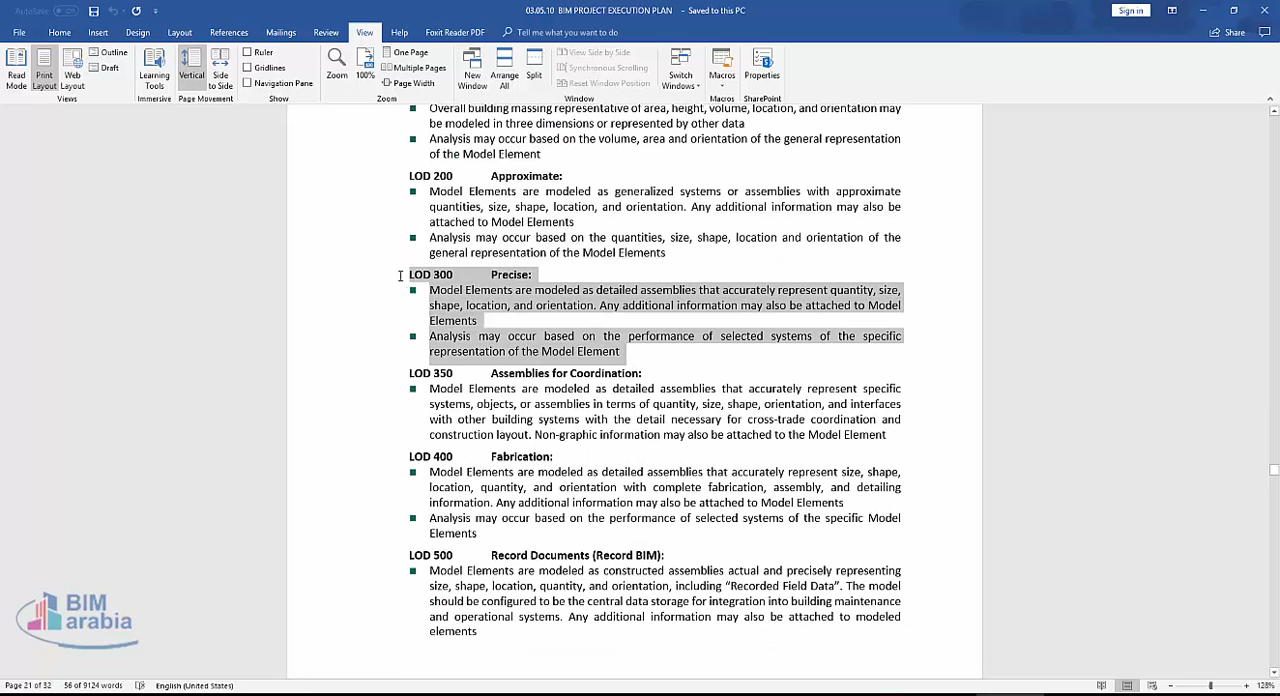 AutoSave
Off
03.05.10 BIM PROJECT EXECUTION PLAN - Saved to this PC
Sign in
File Home Insert Design Layout References Mailings Review View Help Foxit Reader PDF Tell me what you want to do
Share
Read Mode
Print Layout
Web Layout
Outline
Draft
Views
Learning Tools
Immersive
Vertical
Side to Side
Page Movement
Ruler
Gridlines
Navigation Pane
Show
Zoom
100%
One Page
Multiple Pages
Page Width
Zoom
New Window
Arrange All
Split
View Side by Side
Synchronous Scrolling
Reset Window Position
Window
Switch Windows
Macros
Macros
Properties
SharePoint
Overall building massing representative of area, height, volume, location, and orientation may
be modeled in three dimensions or represented by other data
Analysis may occur based on the volume, area and orientation of the general representation
of the Model Element
LOD 200 Approximate:
Model Elements are modeled as generalized systems or assemblies with approximate
quantities, size, shape, location, and orientation. Any additional information may also be
attached to Model Elements
Analysis may occur based on the quantities, size, shape, location and orientation of the
general representation of the Model Elements
LOD 300 Precise:
Model Elements are modeled as detailed assemblies that accurately represent quantity, size,
shape, location, and orientation. Any additional information may also be attached to Model
Elements
Analysis may occur based on the performance of selected systems of the specific
representation of the Model Element
LOD 350 Assemblies for Coordination:
Model Elements are modeled as detailed assemblies that accurately represent specific
systems, objects, or assemblies in terms of quantity, size, shape, orientation, and interfaces
with other building systems with the detail necessary for cross-trade coordination and
construction layout. Non-graphic information may also be attached to the Model Element
LOD 400 Fabrication:
Model Elements are modeled as detailed assemblies that accurately represent size, shape,
location, quantity, and orientation with complete fabrication, assembly, and detailing
information. Any additional information may also be attached to Model Elements
Analysis may occur based on the performance of selected systems of the specific Model
Elements
LOD 500 Record Documents (Record BIM):
Model Elements are modeled as constructed assemblies actual and precisely representing
size, shape, location, quantity, and orientation, including “Recorded Field Data”. The model
should be configured to be the central data storage for integration into building maintenance
and operational systems. Any additional information may also be attached to modeled
elements
BIM
arabia
Page 21 of 32 56 of 9124 words English (United States)
128%